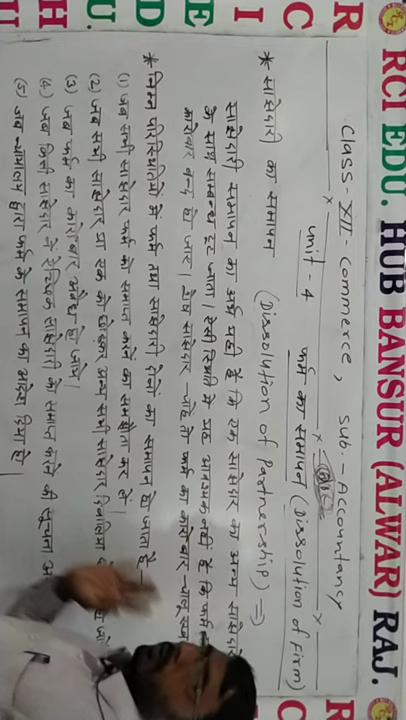 RCI EDU. HUB BANSUR (ALWAR) RAJ.
Class - XII - Commerce, Sub. - Accountancy
unit - 4 फर्म का समापन (Dissolution of Firm)
* साझेदारी का समापन (Dissolution of Partnership) ⇒
साझेदारी समापन का अर्थ यही है कि एक साझेदार का अन्य साझेदारों
के साथ सम्बन्ध टूट जाता। ऐसी स्थिति में यह आवश्यक नहीं है कि फर्म
कारोबार बन्द हो जाए। शेष साझेदार चाहे तो फर्म का कारोबार चालू रख
* निम्न परिस्थितियों में फर्म तथा साझेदारी दोनों का समापन हो जाता है -
(1) जब सभी साझेदार फर्म को समाप्त करने का समझौता कर लें।
(2) जब सभी साझेदार या एक को छोड़कर अन्य सभी साझेदार दिवालिया
(3) जब फर्म का कारोबार अवैध हो जाये।
(4) जब किसी साझेदार ने ऐच्छिक साझेदारी को समाप्त करने की सूचना
(5) जब न्यायालय द्वारा फर्म के समापन का आदेश दिया हो।
R
C
I
E
D
U.
H
U
R
C